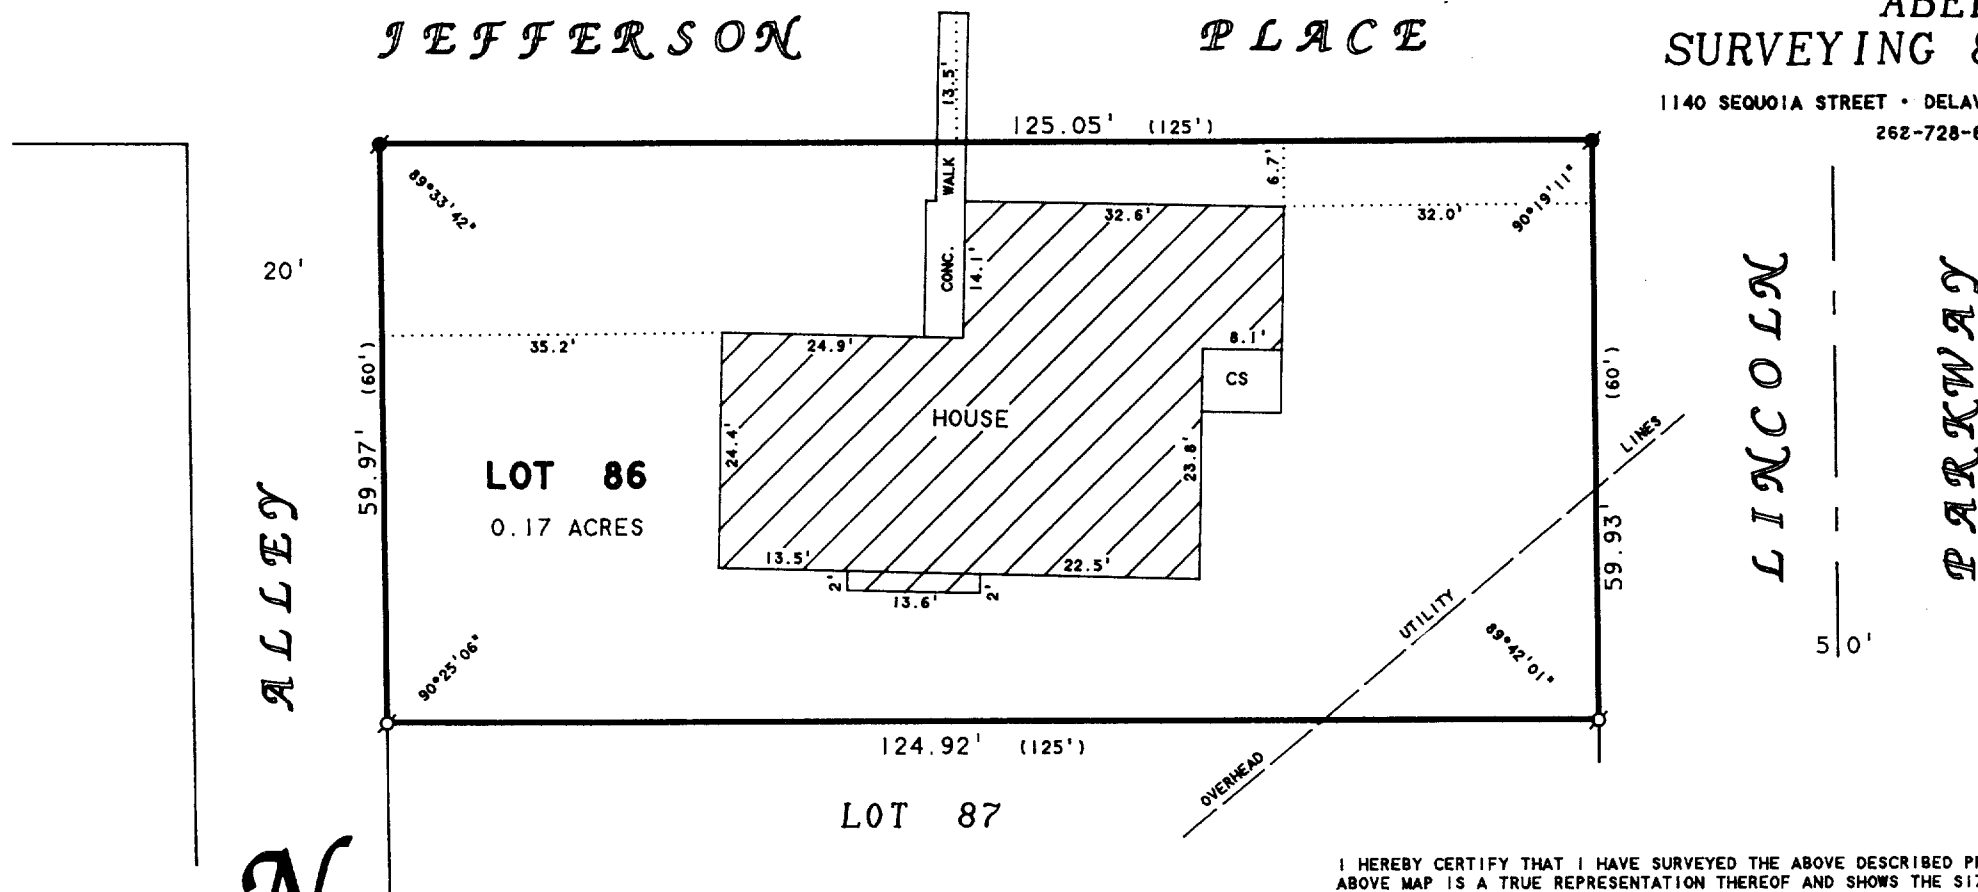 JEFFERSON PLACE
SURVEYING &
1140 SEQUOIA STREET • DELAV
262-728-
13.5'
125.05' (125')
WALK
6.7'
89°33'42"
90°19'11"
32.6'
32.0'
20'
CONC.
14.1'
35.2'
24.9'
8.1'
CS
(60')
59.97'
HOUSE
24.4'
23.8'
LOT 86
0.17 ACRES
13.5'
22.5'
2'
13.6'
2'
(60')
59.93'
LINCOLN PARKWAY
50'
ALLEY
OVERHEAD UTILITY LINES
90°25'06"
89°42'01"
124.92' (125')
LOT 87
N
I HEREBY CERTIFY THAT I HAVE SURVEYED THE ABOVE DESCRIBED
ABOVE MAP IS A TRUE REPRESENTATION THEREOF AND SHOWS THE